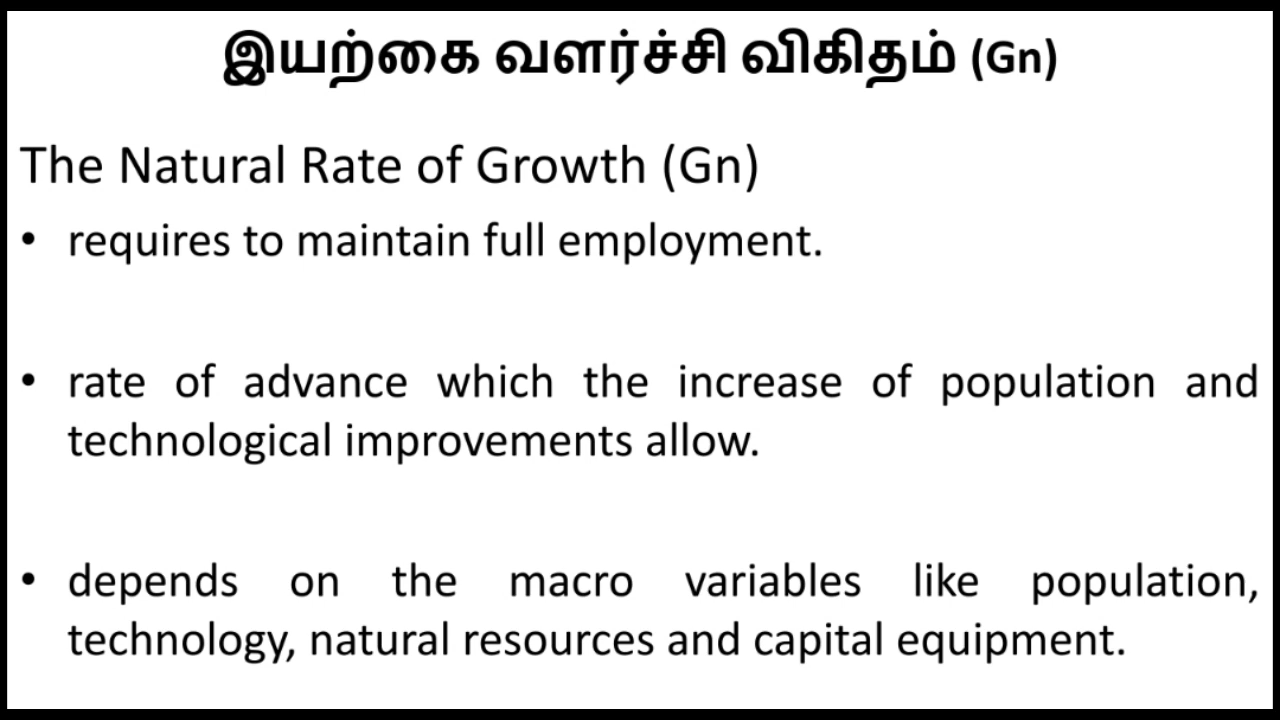 இயற்கை வளர்ச்சி விகிதம் (Gn)
The Natural Rate of Growth (Gn)
• requires to maintain full employment.
• rate of advance which the increase of population and
technological improvements allow.
• depends on the macro variables like population,
technology, natural resources and capital equipment.